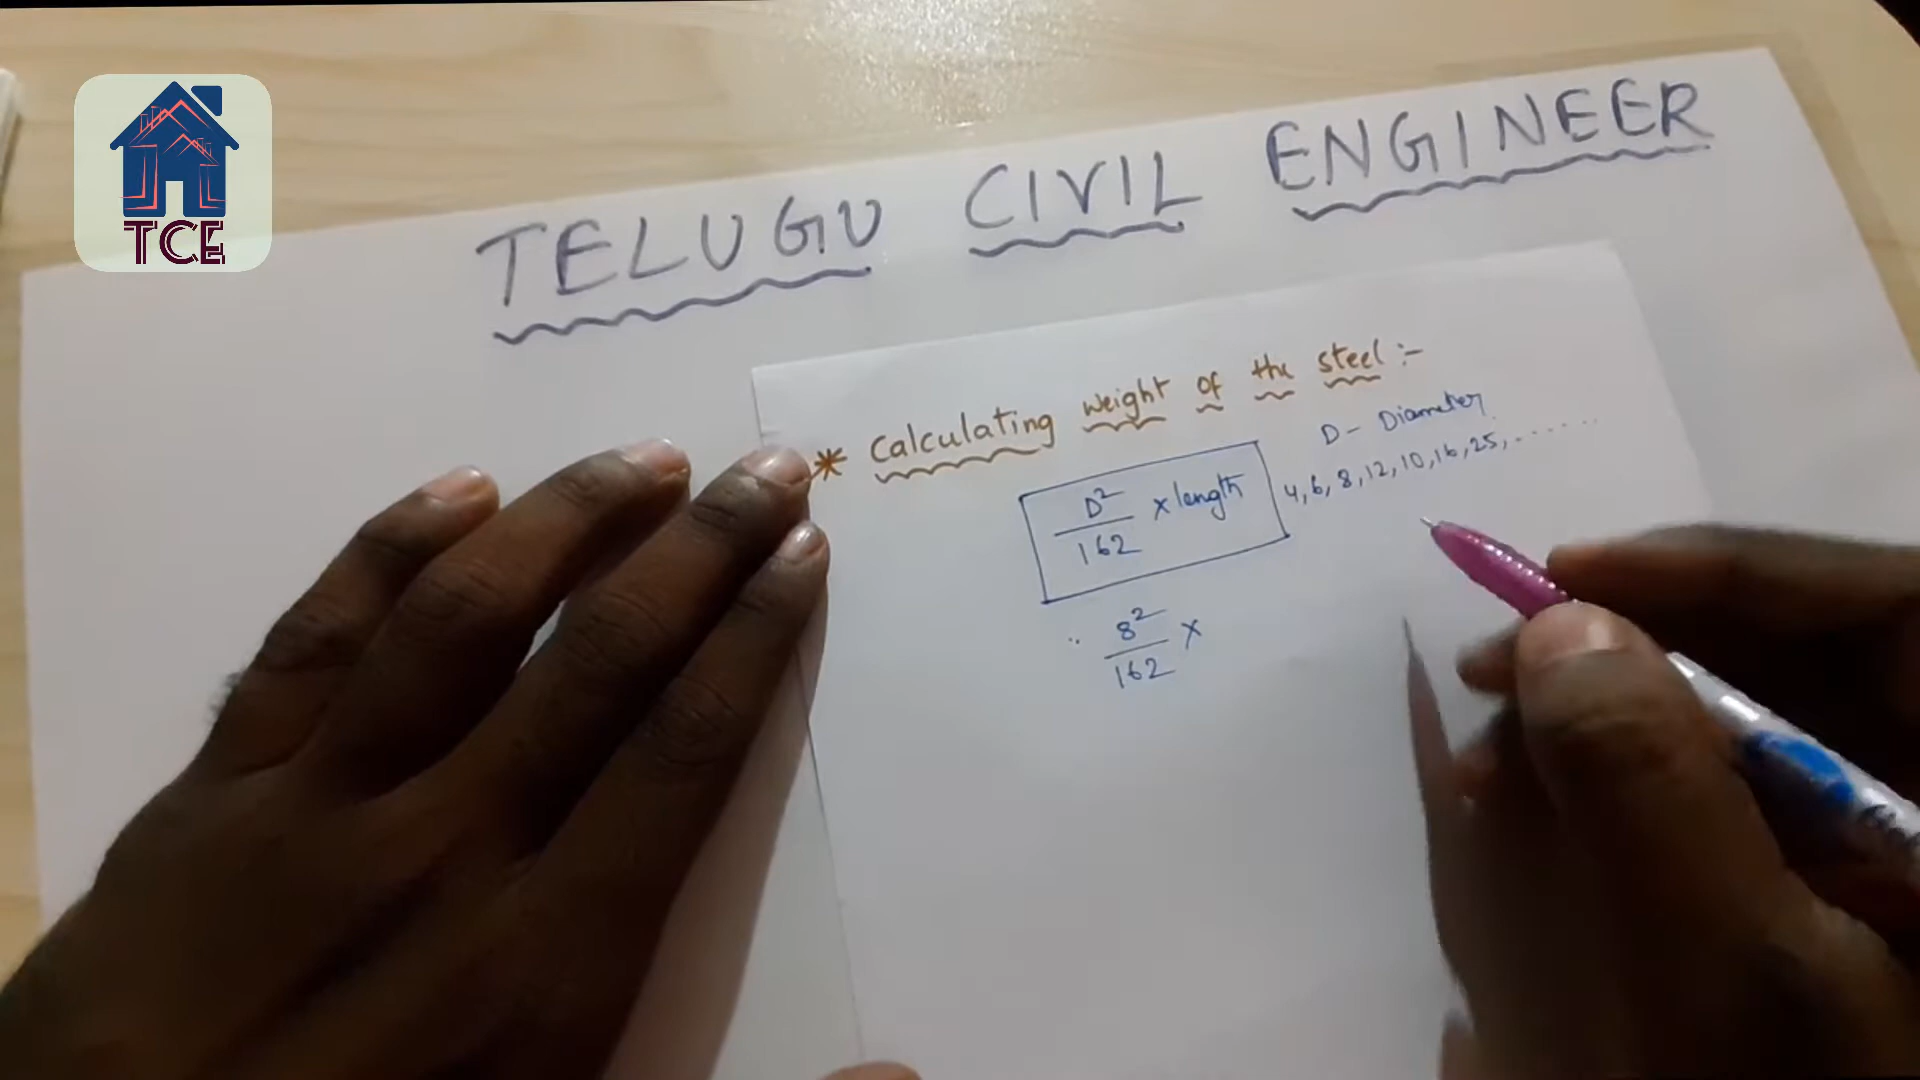 TCE
TELUGU CIVIL ENGINEER
* Calculating weight of the steel :-
D - Diameter
4, 6, 8, 12, 10, 16, 25, . . . . . .
D²
162
x length
8²
162
x